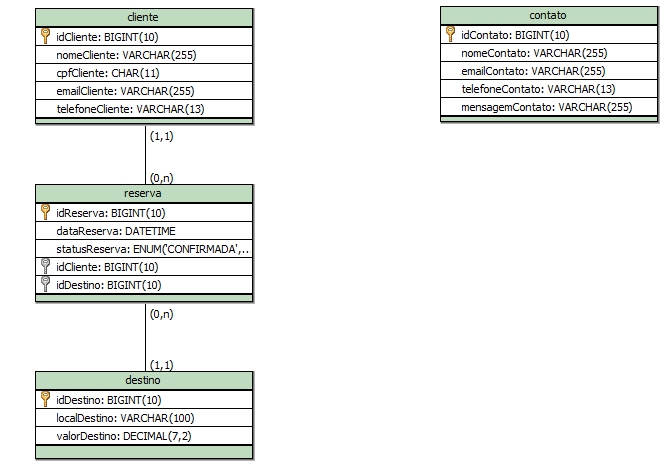 cliente
idCliente: BIGINT(10)
nomeCliente: VARCHAR(255)
cpfCliente: CHAR(11)
emailCliente: VARCHAR(255)
telefoneCliente: VARCHAR(13)
(1,1)
(0,n)
reserva
idReserva: BIGINT(10)
dataReserva: DATETIME
statusReserva: ENUM('CONFIRMADA',...
idCliente: BIGINT(10)
idDestino: BIGINT(10)
(0,n)
(1,1)
destino
idDestino: BIGINT(10)
localDestino: VARCHAR(100)
valorDestino: DECIMAL(7,2)
contato
idContato: BIGINT(10)
nomeContato: VARCHAR(255)
emailContato: VARCHAR(255)
telefoneContato: VARCHAR(13)
mensagemContato: VARCHAR(255)